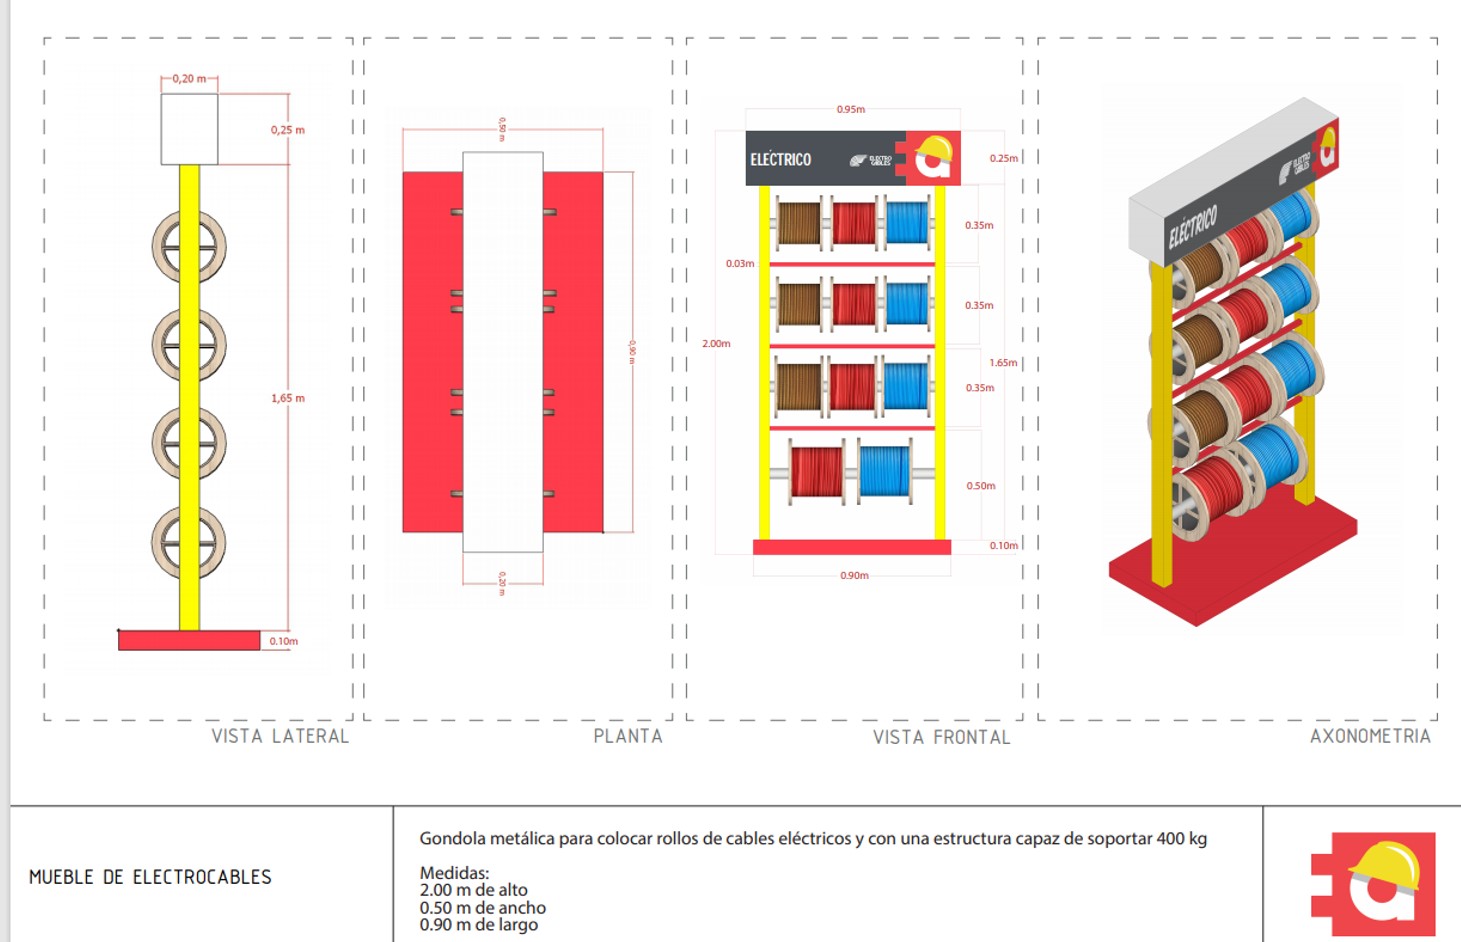 0,20 m
0,25 m
1,65 m
0.10m
VISTA LATERAL
0,50 m
0,90 m
0,20 m
PLANTA
0.95m
ELÉCTRICO
ELECTRO
CABLES
a
0.25m
0.35m
0.03m
0.35m
2.00m
1.65m
0.35m
0.50m
0.10m
0.90m
VISTA FRONTAL
ELÉCTRICO
ELECTRO
CABLES
a
AXONOMETRIA
MUEBLE DE ELECTROCABLES
Gondola metálica para colocar rollos de cables eléctricos y con una estructura capaz de soportar 400 kg
Medidas:
2.00 m de alto
0.50 m de ancho
0.90 m de largo
a